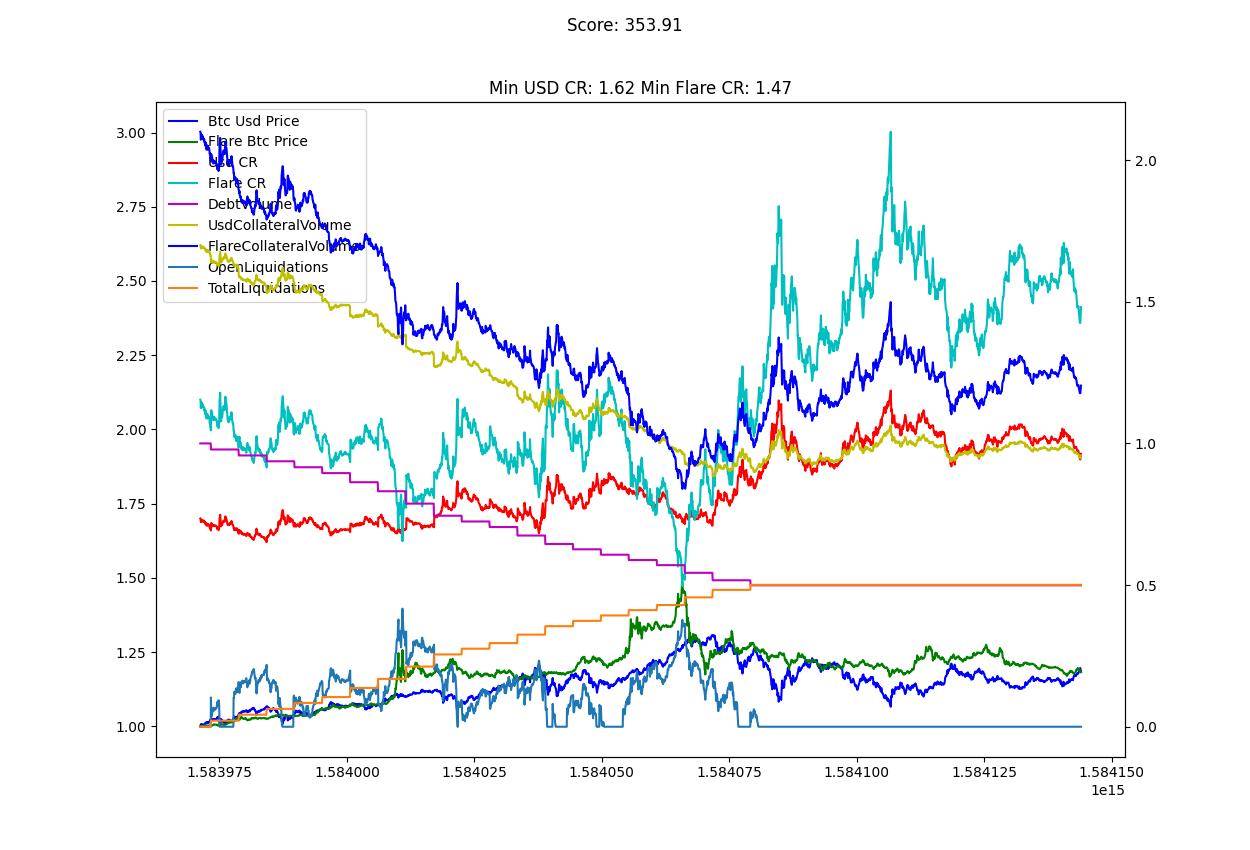 Score: 353.91
Min USD CR: 1.62 Min Flare CR: 1.47
Btc Usd Price
Flare Btc Price
Usd CR
Flare CR
DebtVolume
UsdCollateralVolume
FlareCollateralVolume
OpenLiquidations
TotalLiquidations
3.00
2.75
2.50
2.25
2.00
1.75
1.50
1.25
1.00
2.0
1.5
1.0
0.5
0.0
1.583975 1.584000 1.584025 1.584050 1.584075 1.584100 1.584125 1.584150
1e15